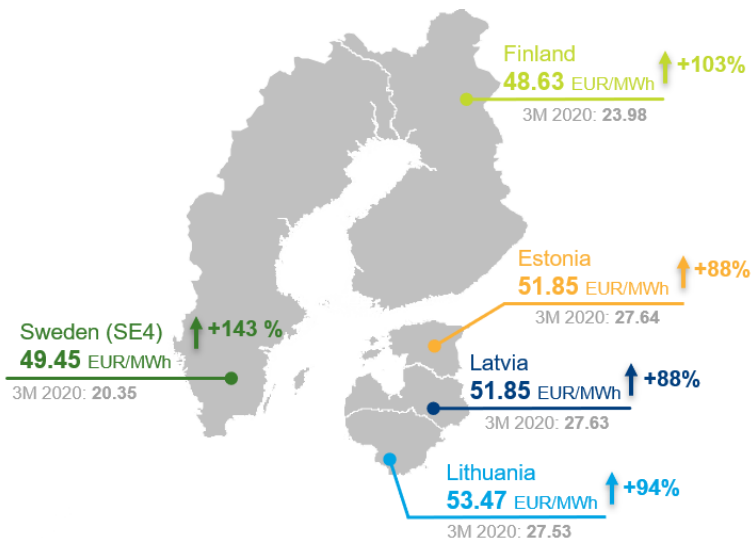 Finland
48.63 EUR/MWh +103%
3M 2020: 23.98
Estonia
51.85 EUR/MWh +88%
3M 2020: 27.64
Sweden (SE4) +143 %
49.45 EUR/MWh
3M 2020: 20.35
Latvia
51.85 EUR/MWh +88%
3M 2020: 27.63
Lithuania
53.47 EUR/MWh +94%
3M 2020: 27.53